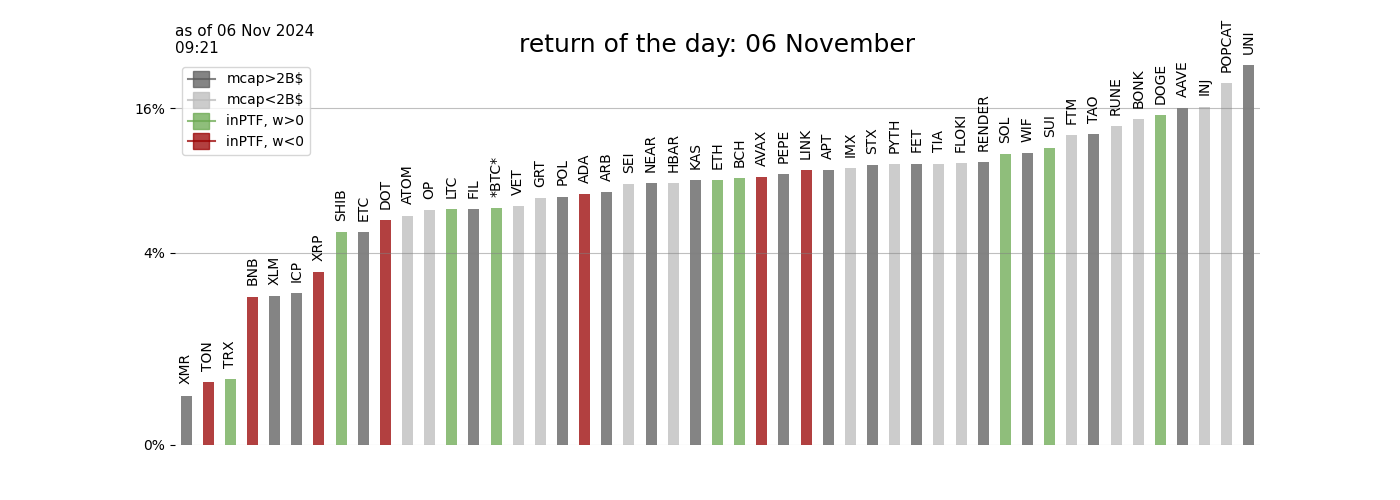 as of 06 Nov 2024
09:21
return of the day: 06 November
mcap>2B$
mcap<2B$
inPTF, w>0
inPTF, w<0
16%
4%
0%
XMR
TON
TRX
BNB
XLM
ICP
XRP
SHIB
ETC
DOT
ATOM
OP
LTC
FIL
*BTC*
VET
GRT
POL
ADA
ARB
SEI
NEAR
HBAR
KAS
ETH
BCH
AVAX
PEPE
LINK
APT
IMX
STX
PYTH
FET
TIA
FLOKI
RENDER
SOL
WIF
SUI
FTM
TAO
RUNE
BONK
DOGE
AAVE
INJ
POPCAT
UNI